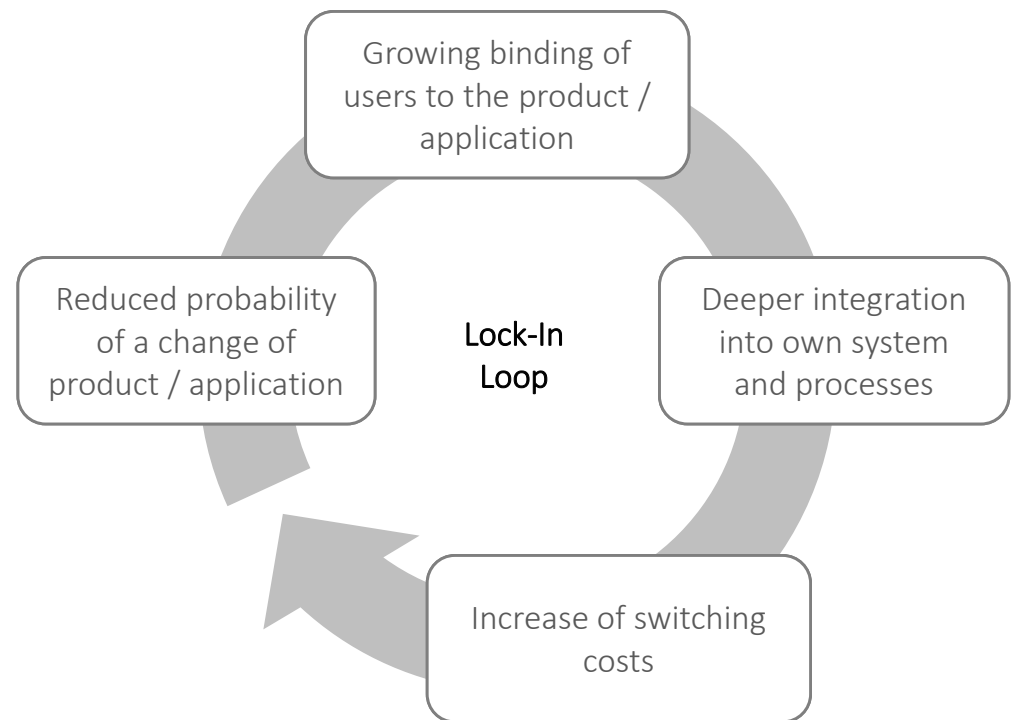 Growing binding of
users to the product /
application
Reduced probability
of a change of
product / application
Lock-In
Loop
Deeper integration
into own system
and processes
Increase of switching
costs